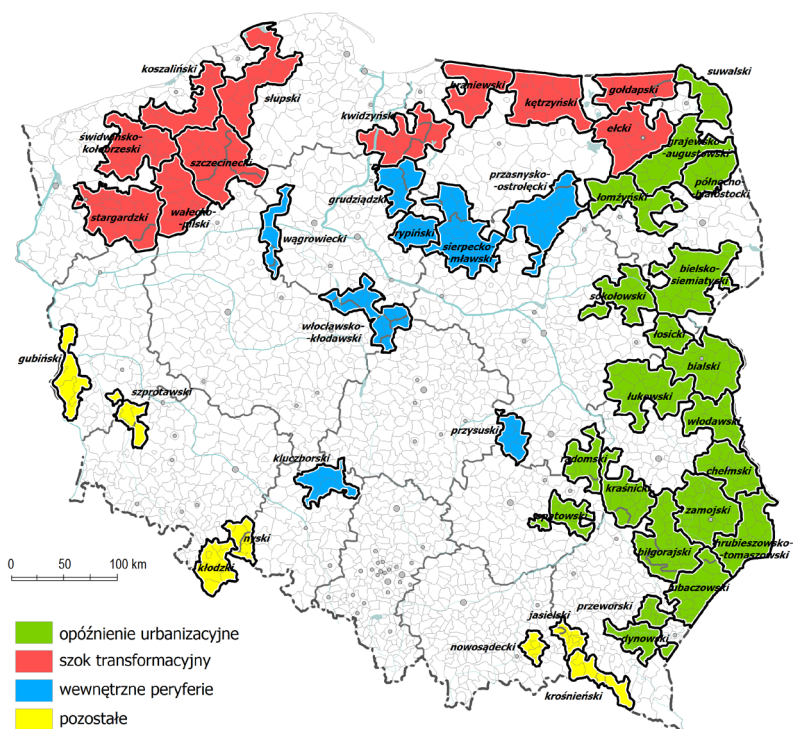 koszaliński
słupski
suwalski
braniewski
kętrzyński
gołdapski
kwidzyński
ełcki
świdwińsko-
kołobrzeski
szczecinecki
grajewsko-
-augustowski
przasnysko-
-ostrołęcki
północno-
-białostocki
stargardzki
wałecko-
-pilski
grudziądzki
łomżyński
wągrowiecki
rypiński
sierpecko-
-mławski
bielsko-
siemiatyski
sokołowski
włocławsko-
-kłodawski
łosicki
gubiński
bialski
szprotawski
łukowski
włodawski
przysuski
kluczborski
radomski
chełmski
kraśnicki
zamojski
opatowski
nyski
biłgorajski
hrubieszowsko-
-tomaszowski
kłodzki
lubaczowski
0 50 100 km
przeworski
jasielski
dynowski
nowosądecki
krośnieński
opóźnienie urbanizacyjne
szok transformacyjny
wewnętrzne peryferie
pozostałe